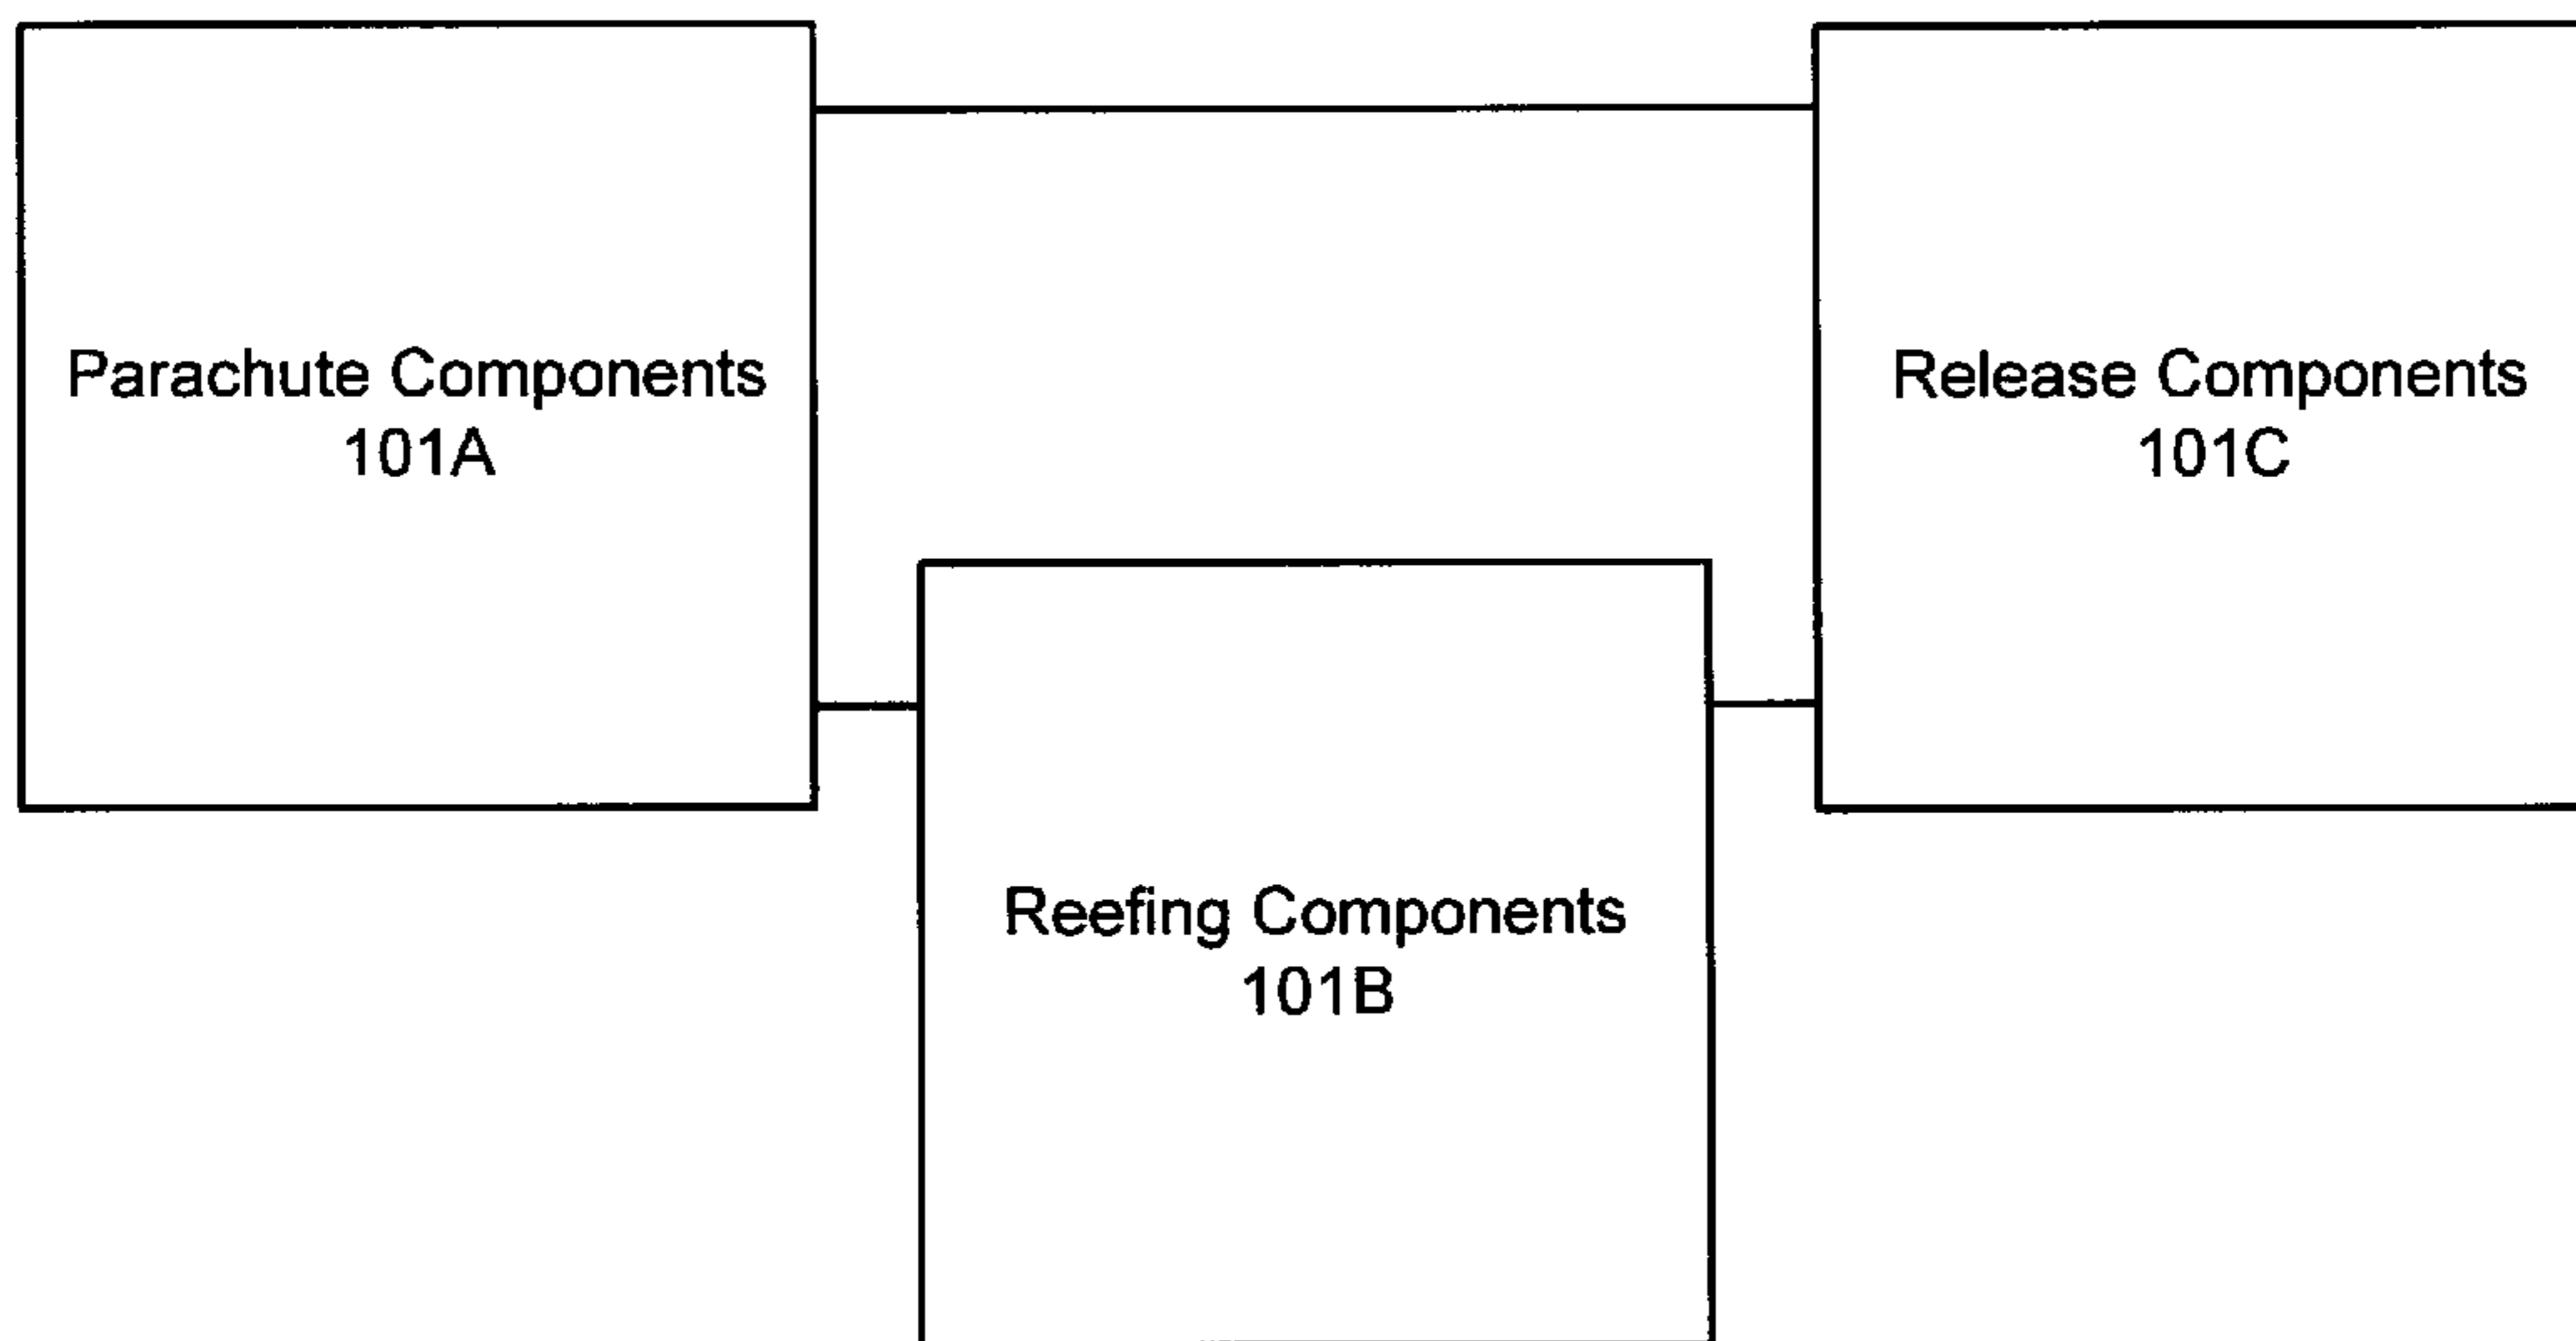 Parachute Components
101A
Release Components
101C
Reefing Components
101B